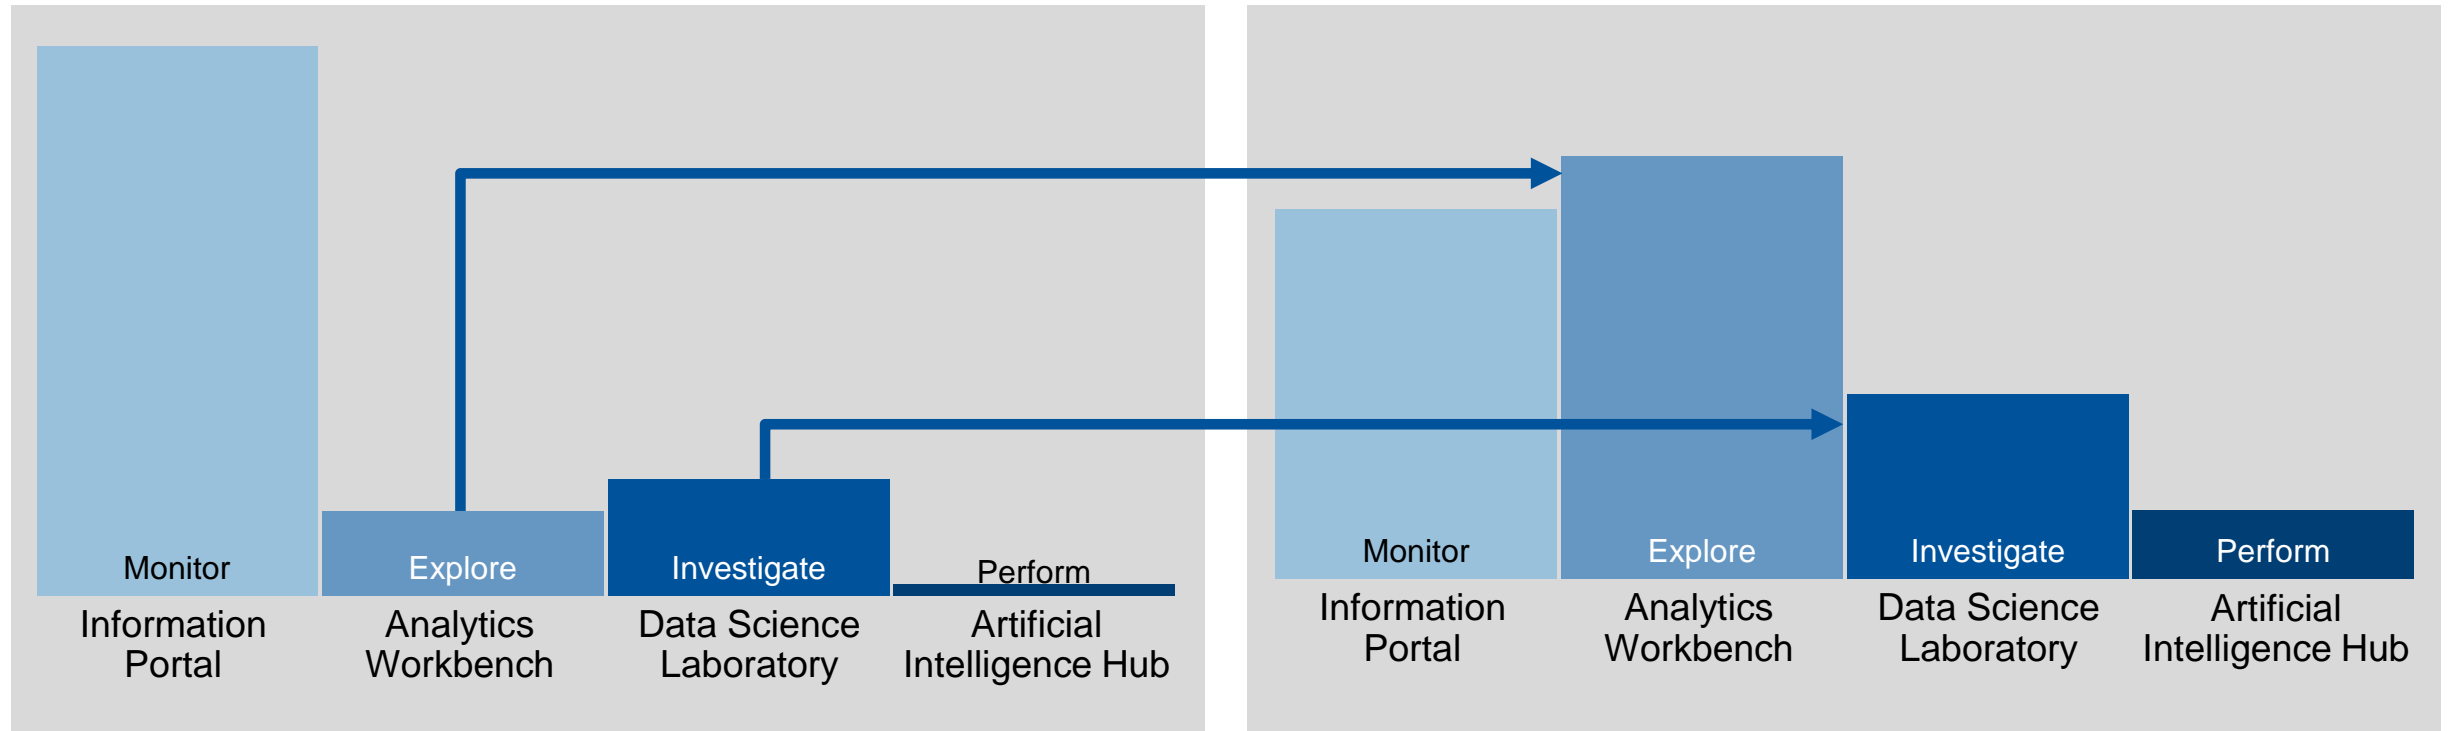 Monitor
Explore
Investigate
Perform
Information
Portal
Analytics
Workbench
Data Science
Laboratory
Artificial
Intelligence Hub
Monitor
Explore
Investigate
Perform
Information
Portal
Analytics
Workbench
Data Science
Laboratory
Artificial
Intelligence Hub